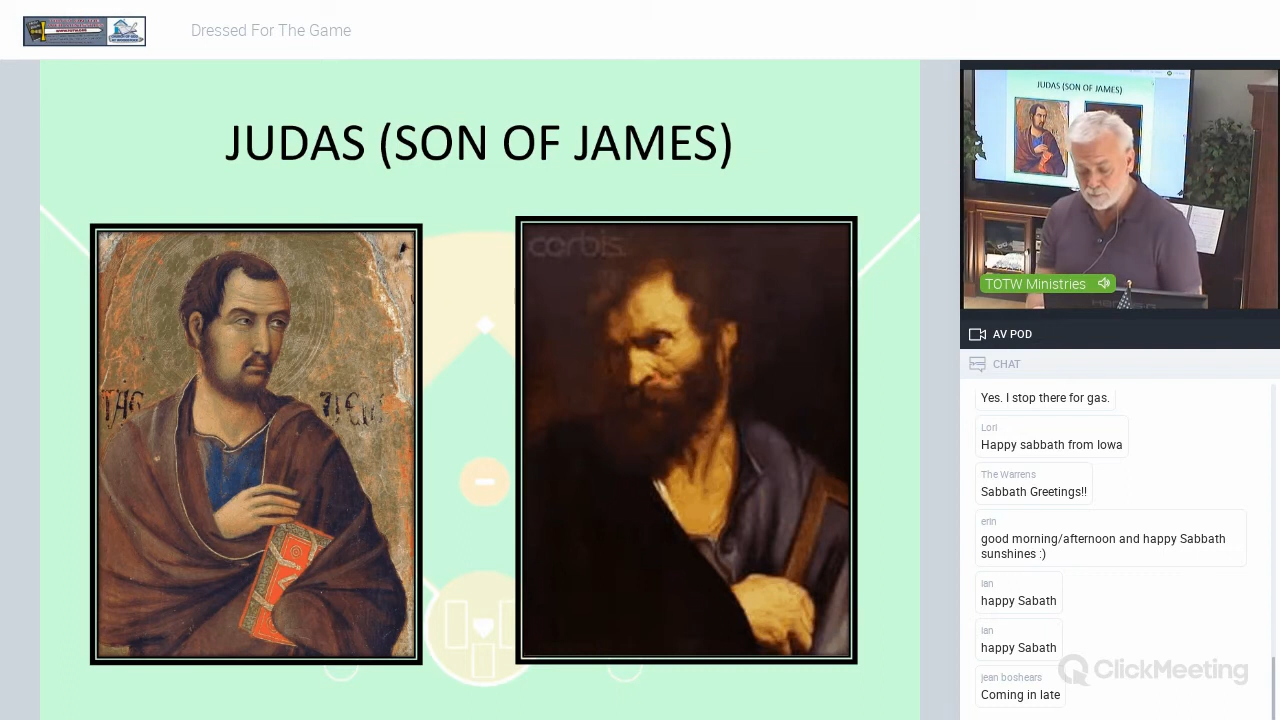 Dressed For The Game
JUDAS (SON OF JAMES)
corbis.
JUDAS (SON OF JAMES)
TOTW Ministries
AV POD
CHAT
Yes. I stop there for gas.
Lori
Happy sabbath from Iowa
The Warrens
Sabbath Greetings!!
erin
good morning/afternoon and happy Sabbath
sunshines :)
Ian
happy Sabath
Ian
happy Sabath
jean boshears
Coming in late
ClickMeeting